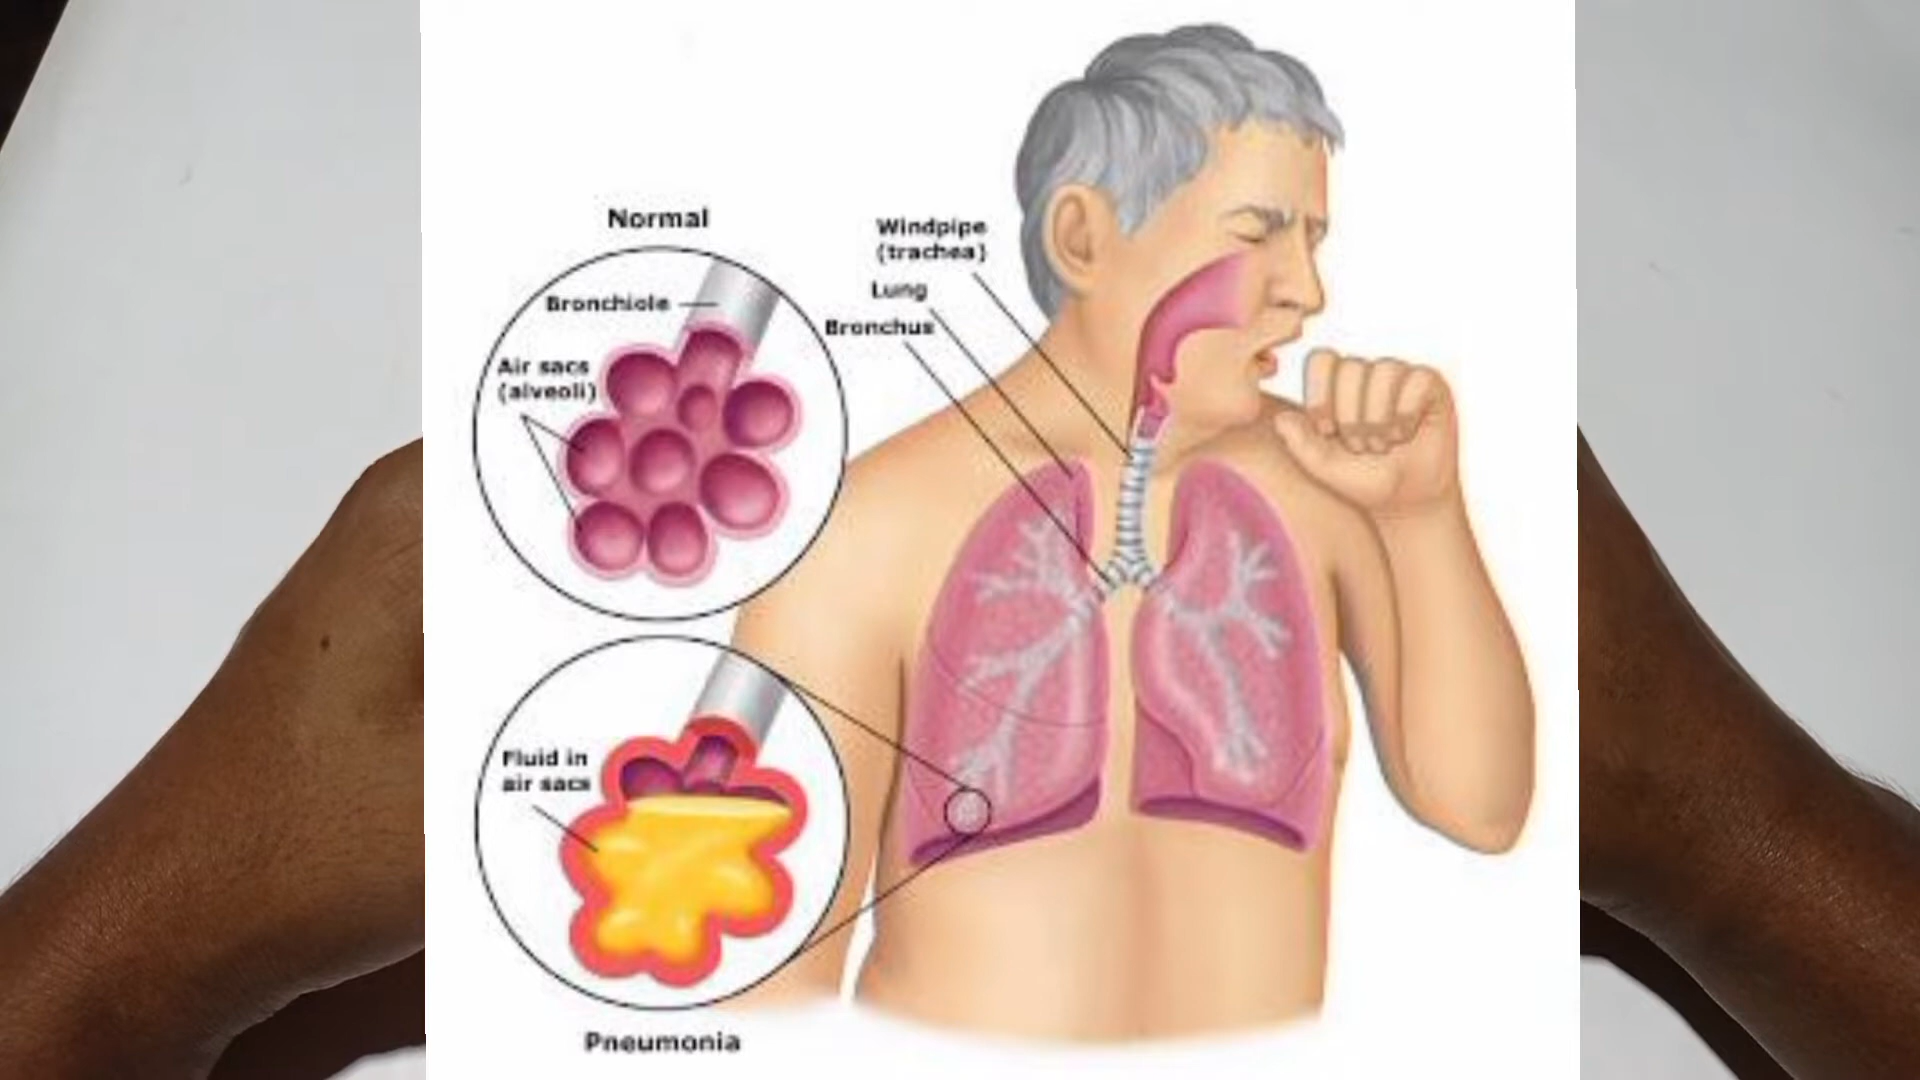 Normal
Bronchiole
Air sacs
(alveoli)
Windpipe
(trachea)
Lung
Bronchus
Fluid in
air sacs
Pneumonia